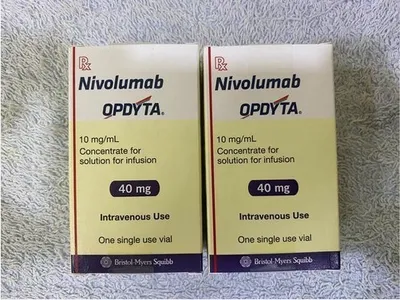 Rx
Nivolumab
OPDYTA®
10 mg/mL
Concentrate for
solution for infusion
40 mg
Intravenous Use
One single use vial
Bristol-Myers Squibb
Rx
Nivolumab
OPDYTA®
10 mg/mL
Concentrate for
solution for infusion
40 mg
Intravenous Use
One single use vial
Bristol-Myers Squibb